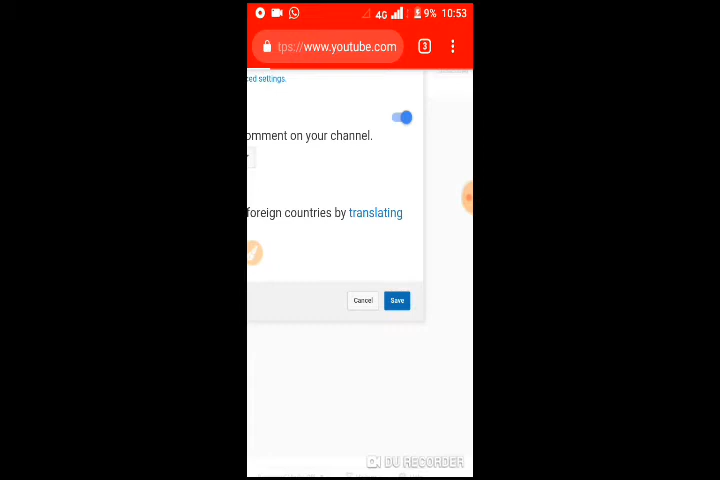 4G 9% 10:53
tps://www.youtube.com 3
ced settings.
omment on your channel.
foreign countries by translating
Cancel Save
DU RECORDER